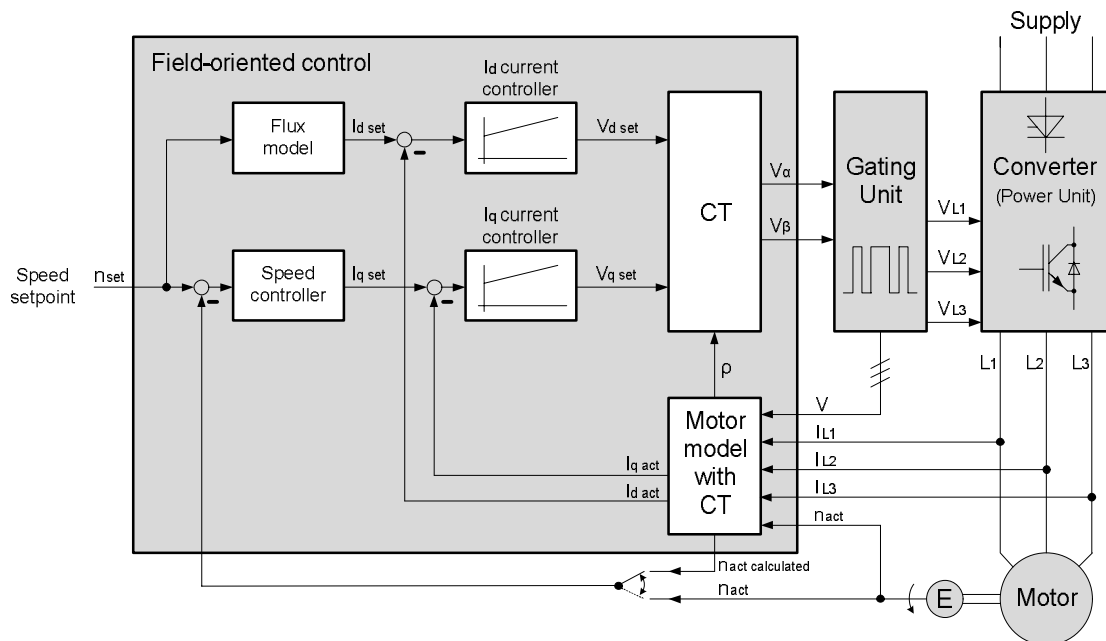 Supply
Field-oriented control
Id current
controller
Flux
model
Id set
-
Vd set
CT
Vα
Vβ
Gating
Unit
VL1
VL2
VL3
Converter
(Power Unit)
Iq current
controller
Speed
setpoint
nset
-
Speed
controller
Iq set
-
Vq set
L1
L2
L3
ρ
Motor
model
with
CT
V
IL1
IL2
IL3
nact
Iq act
Id act
nact calculated
nact
E
Motor